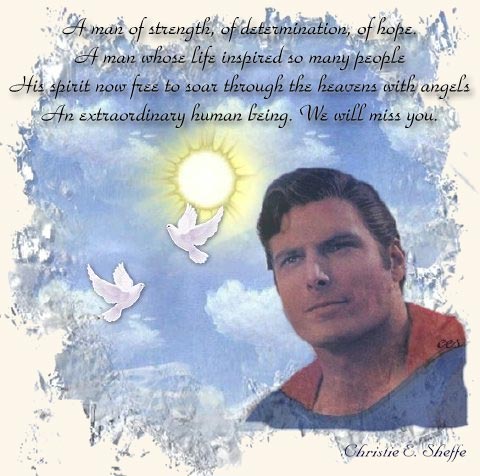 A man of strength, of determination, of hope.
A man whose life inspired so many people
His spirit now free to soar through the heavens with angels
An extraordinary human being. We will miss you.
ces
Christie E. Sheffe